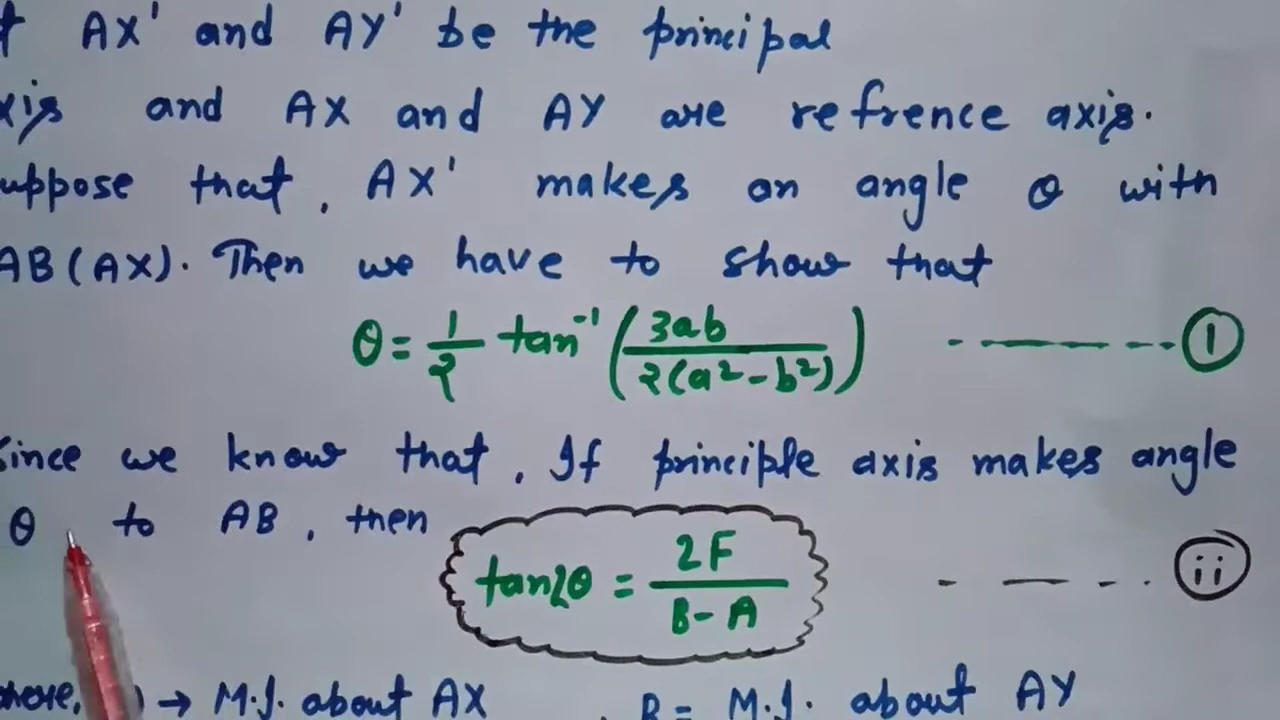 AX' and AY' be the principal
and AX and AY are refrence axis.
uppose that, AX' makes an angle θ with
AB(AX). Then we have to show that
θ = 1/2 tan⁻¹ (3ab / 2(a² - b²)) - — — - - ①
Since we know that, If principle axis makes angle
θ to AB, then
tan2θ = 2F / B - A - — - - . ⅱ
→ M.I. about AX , B = M.I. about AY